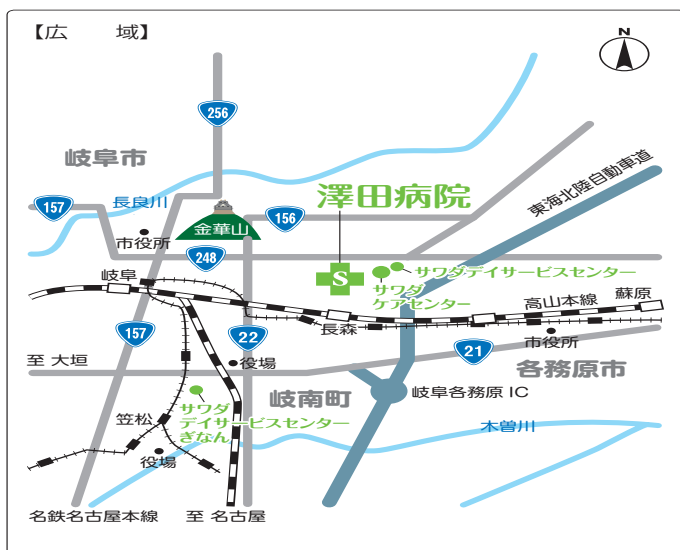 【広　　域】
N
256
岐阜市
東海北陸自動車道
157
長良川
澤田病院
156
金華山
市役所
248
S
サワダデイサービスセンター
サワダ
ケアセンター
岐阜
高山本線
蘇原
長森
157
22
21
市役所
役場
至 大垣
各務原市
岐南町
岐阜各務原 IC
サワダ
デイサービスセンター
ぎなん
笠松
木曽川
役場
名鉄名古屋本線
至 名古屋